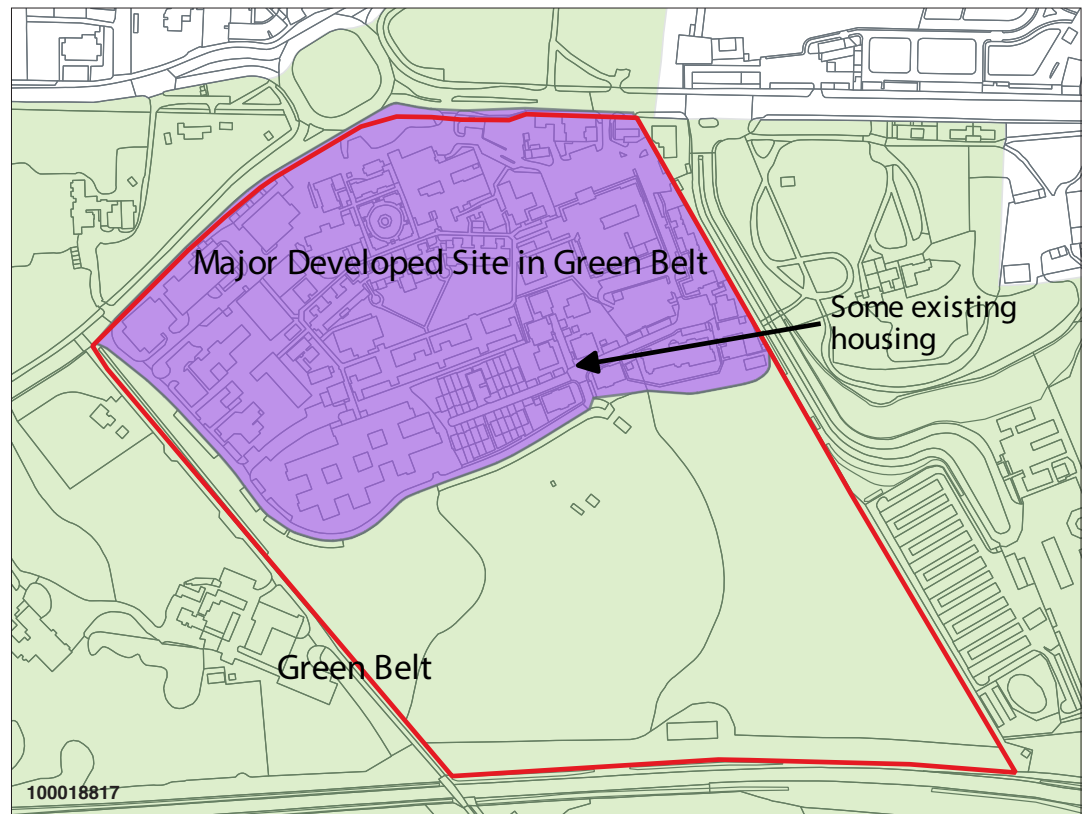 Major Developed Site in Green Belt
Some existing
housing
Green Belt
100018817